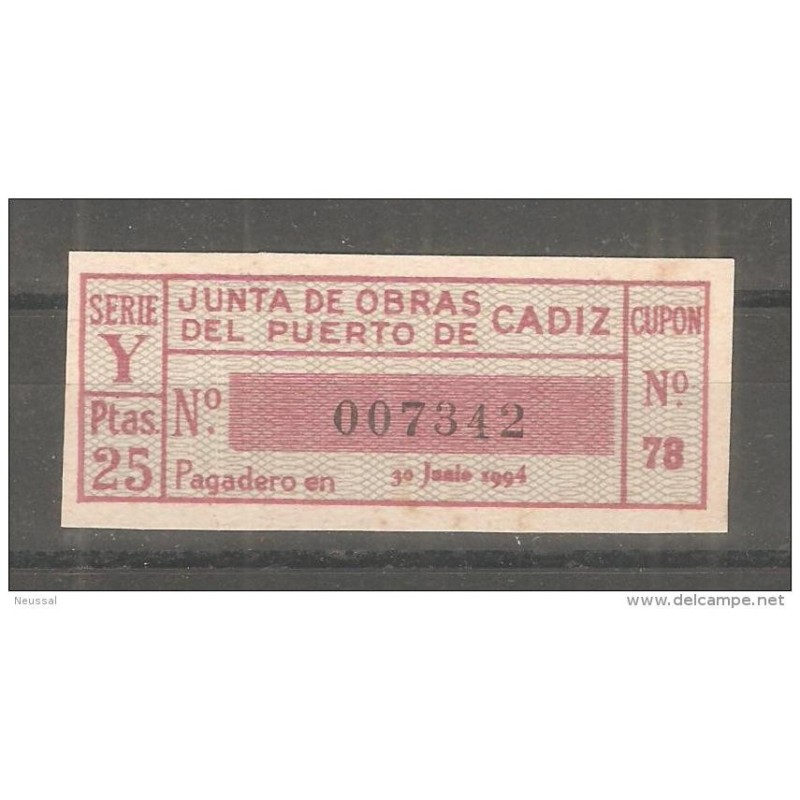 SERIE
Y
Ptas.
25
JUNTA DE OBRAS
DEL PUERTO DE CADIZ
Nº. 007342
Pagadero en 30 Junio 1994
CUPON
Nº.
78
Neussal
www.delcampe.net